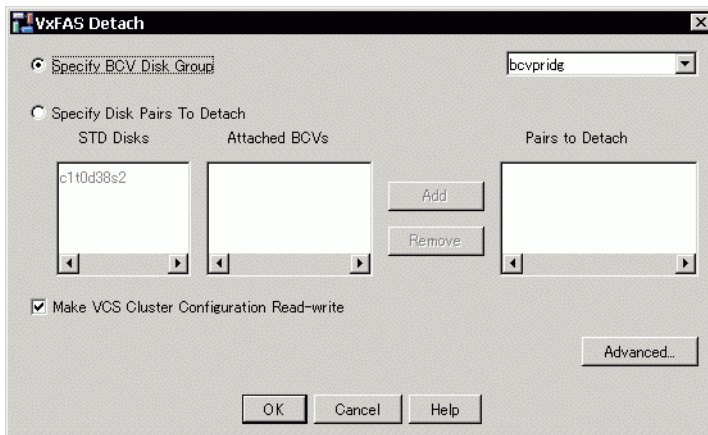 VxFAS Detach
Specify BCV Disk Group
bcvpridg
Specify Disk Pairs To Detach
STD Disks Attached BCVs Pairs to Detach
c1t0d38s2
Add
Remove
Make VCS Cluster Configuration Read-write
Advanced...
OK Cancel Help